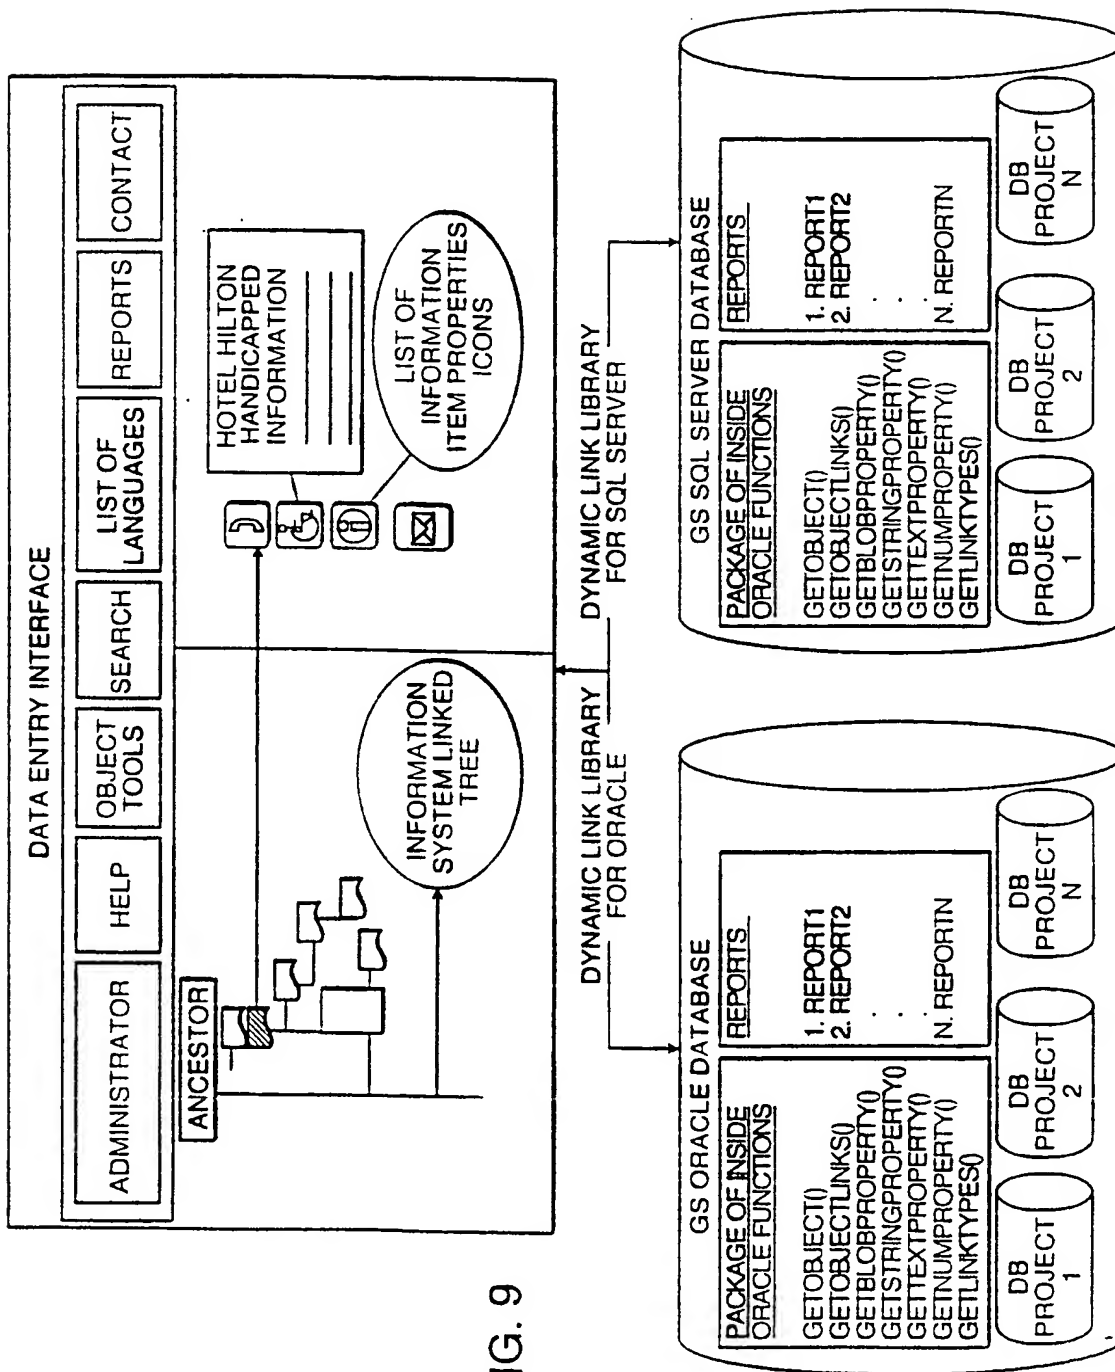 DATA ENTRY INTERFACE
ADMINISTRATOR
HELP
OBJECT
TOOLS
SEARCH
LIST OF
LANGUAGES
REPORTS
CONTACT
ANCESTOR
INFORMATION
SYSTEM LINKED
TREE
HOTEL HILTON
HANDICAPPED
INFORMATION
LIST OF
INFORMATION
ITEM PROPERTIES
ICONS
DYNAMIC LINK LIBRARY
FOR ORACLE
DYNAMIC LINK LIBRARY
FOR SQL SERVER
GS ORACLE DATABASE
PACKAGE OF INSIDE
ORACLE FUNCTIONS
GETOBJECT()
GETOBJECTLINKS()
GETBLOBPROPERTY()
GETSTRINGPROPERTY()
GETTEXTPROPERTY()
GETNUMPROPERTY()
GETLINKTYPES()
REPORTS
1. REPORT1
2. REPORT2
.
.
N. REPORTN
DB
PROJECT
1
DB
PROJECT
2
DB
PROJECT
N
GS SQL SERVER DATABASE
PACKAGE OF INSIDE
ORACLE FUNCTIONS
GETOBJECT()
GETOBJECTLINKS()
GETBLOBPROPERTY()
GETSTRINGPROPERTY()
GETTEXTPROPERTY()
GETNUMPROPERTY()
GETLINKTYPES()
REPORTS
1. REPORT1
2. REPORT2
.
.
N. REPORTN
DB
PROJECT
1
DB
PROJECT
2
DB
PROJECT
N
IG. 9